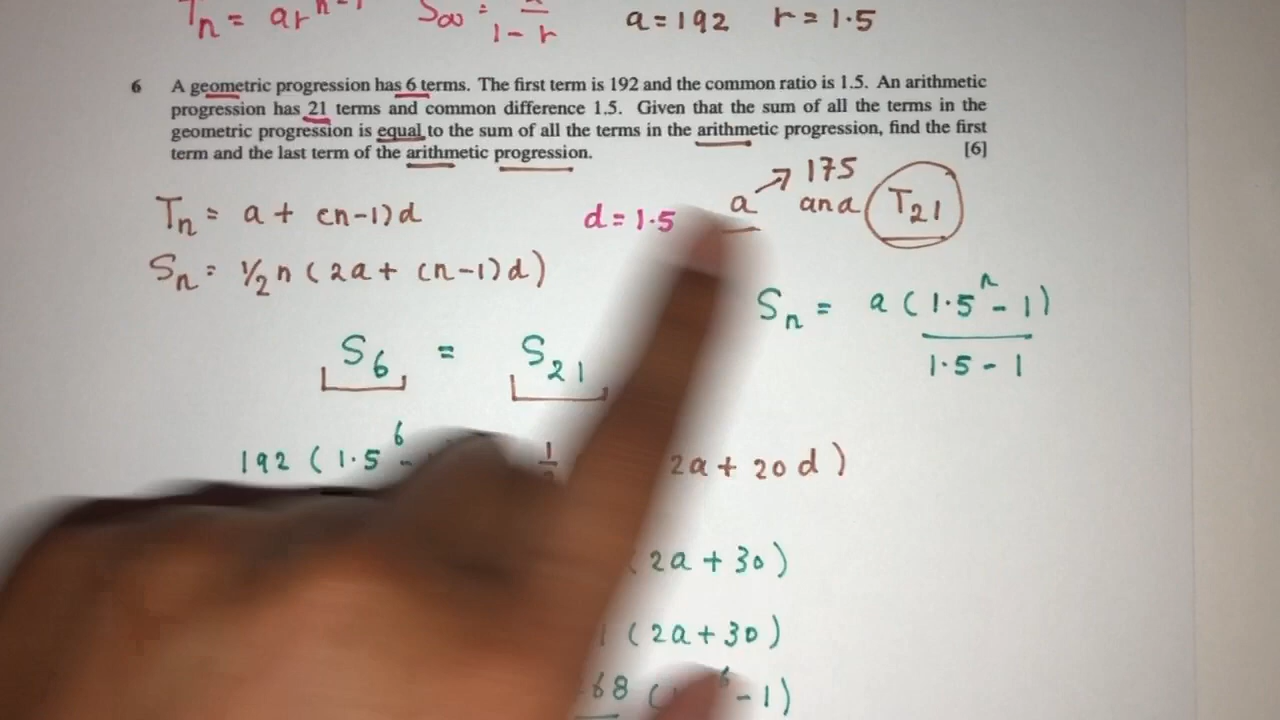 Tn = ar^n-1 S∞ = a/1-r a=192 r=1.5
6 A geometric progression has 6 terms. The first term is 192 and the common ratio is 1.5. An arithmetic
progression has 21 terms and common difference 1.5. Given that the sum of all the terms in the
geometric progression is equal to the sum of all the terms in the arithmetic progression, find the first
term and the last term of the arithmetic progression. [6]
→ 175
Tn = a + (n-1)d d=1.5 a and T21
Sn = 1/2 n (2a + (n-1)d)
Sn = a(1.5^n - 1)/1.5 - 1
S6 = S21
192 (1.5^6 - 1/ 2a + 20d)
(2a + 30)
(2a+30)
68 ( 6 -1)